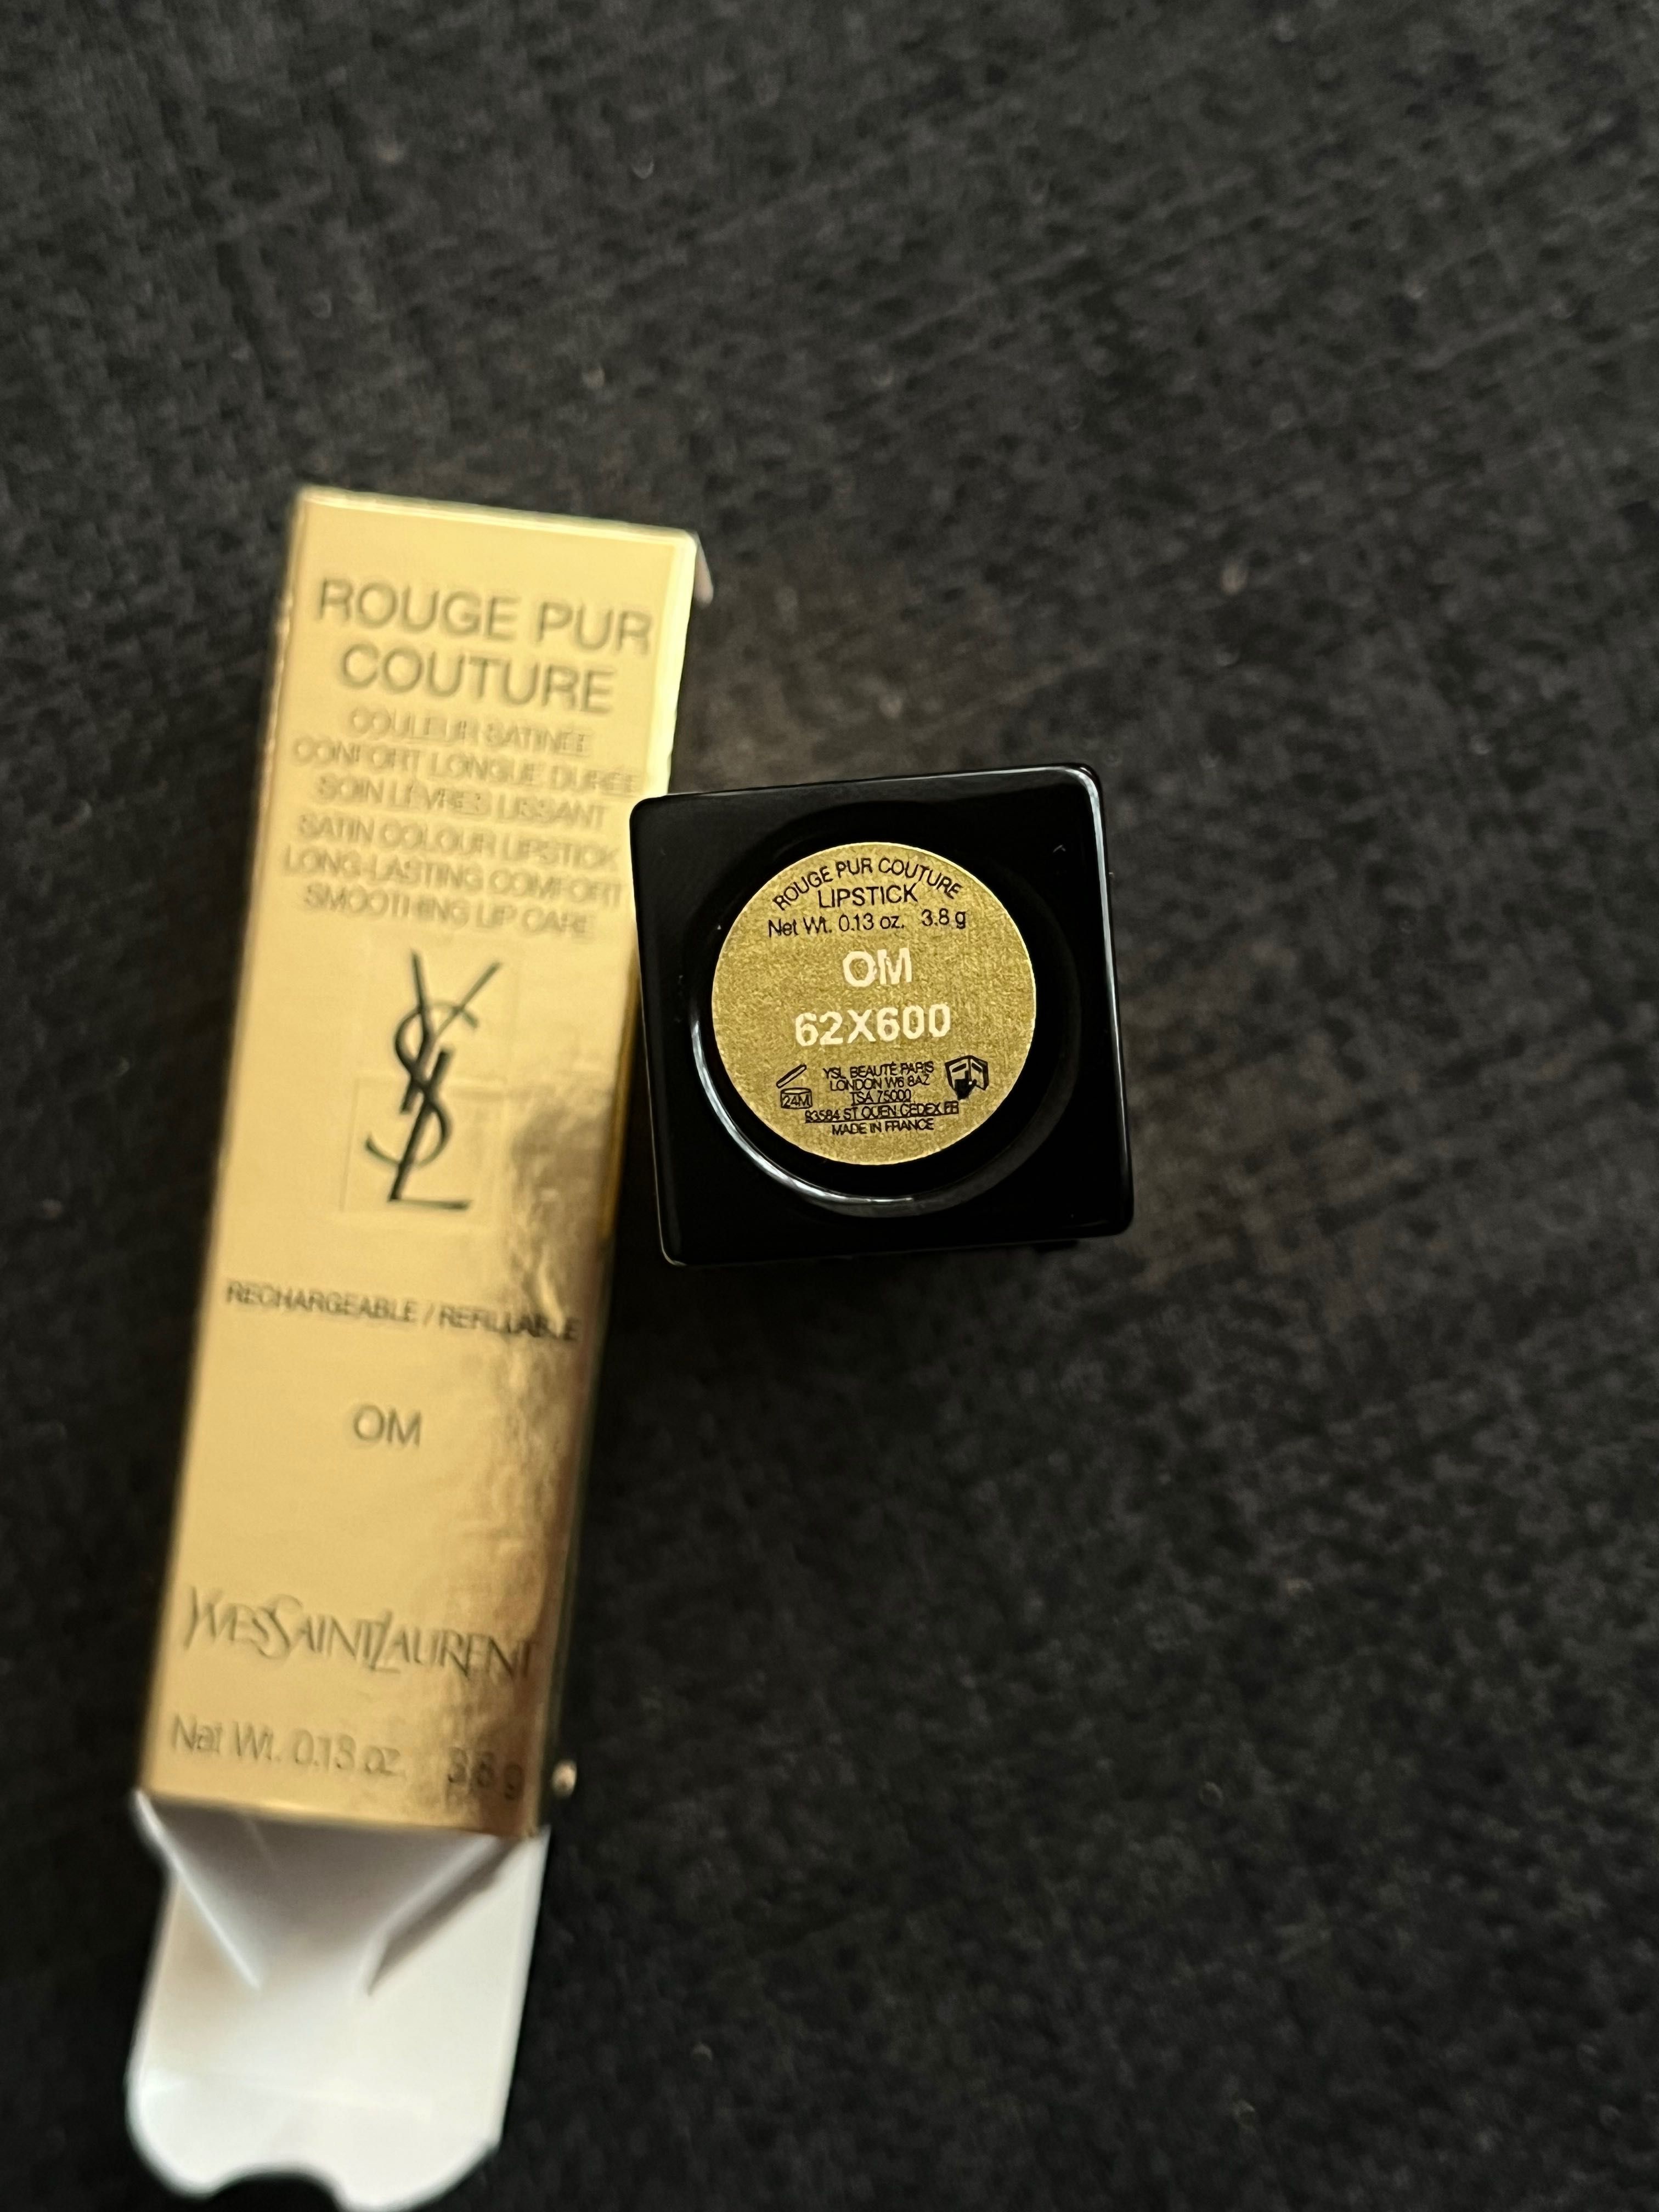 ROUGE PUR
COUTURE
COULEUR SATINÉE
CONFORT LONGUE DURÉE
SOIN LÈVRES LISSANT
SATIN COLOUR LIPSTICK
LONG-LASTING COMFORT
SMOOTHING LIP CARE
YSL
RECHARGEABLE / REFILLABLE
OM
YVESSAINTLAURENT
Net Wt. 0.13 oz. 3.8 g
ROUGE PUR COUTURE
LIPSTICK
Net Wt. 0.13 oz. 3.8 g
OM
62X600
24M
YSL BEAUTÉ PARIS
LONDON W6 8AZ
TSA 75000
93584 ST OUEN CEDEX FR
MADE IN FRANCE